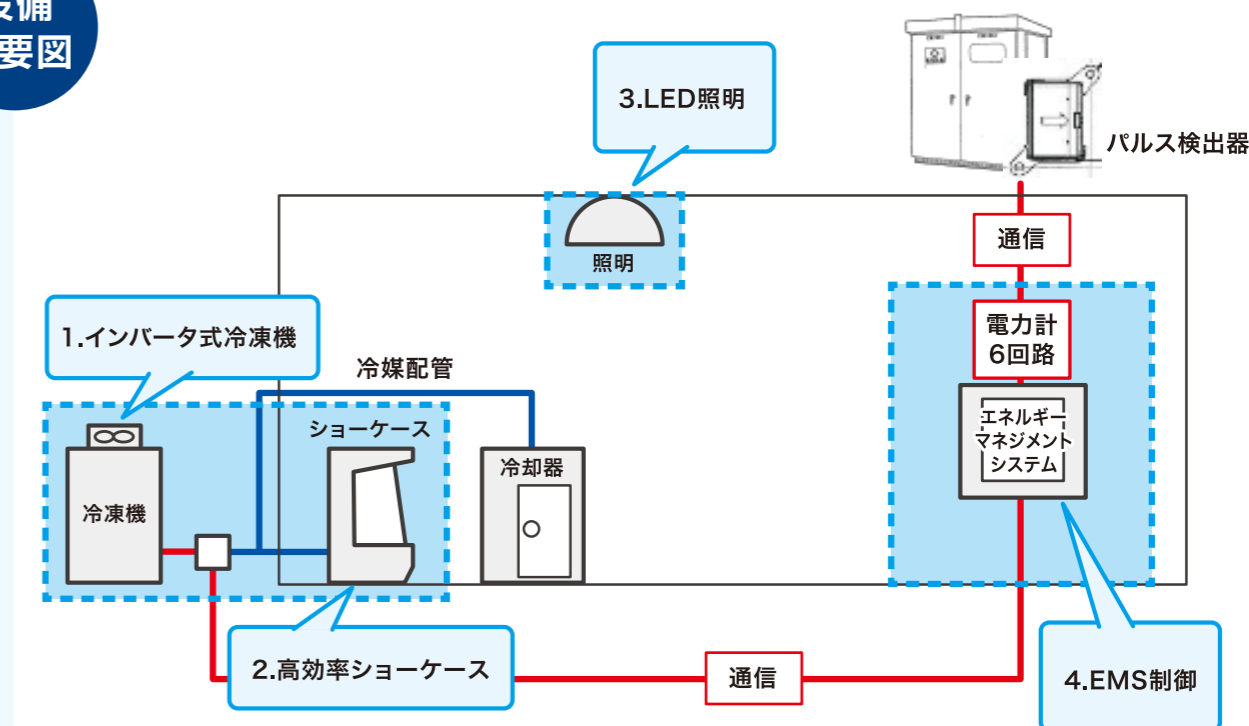 要図
3.LED照明
パルス検出器
通信
照明
電力計
6回路
1.インバータ式冷凍機
冷媒配管
ショーケース
エネルギー
マネジメント
システム
冷却器
冷凍機
2.高効率ショーケース
通信
4.EMS制御